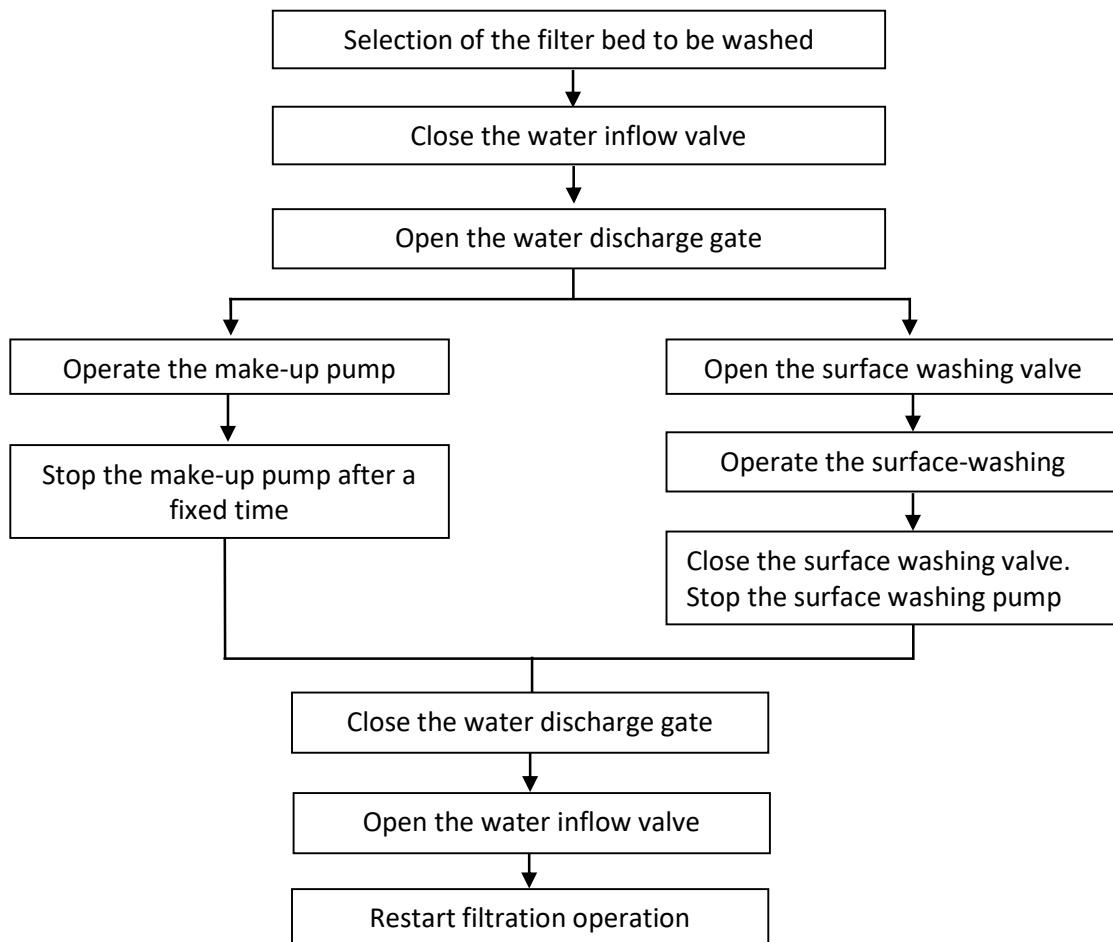 Selection of the filter bed to be washed
Close the water inflow valve
Open the water discharge gate
Operate the make-up pump
Stop the make-up pump after a
fixed time
Open the surface washing valve
Operate the surface-washing
Close the surface washing valve.
Stop the surface washing pump
Close the water discharge gate
Open the water inflow valve
Restart filtration operation